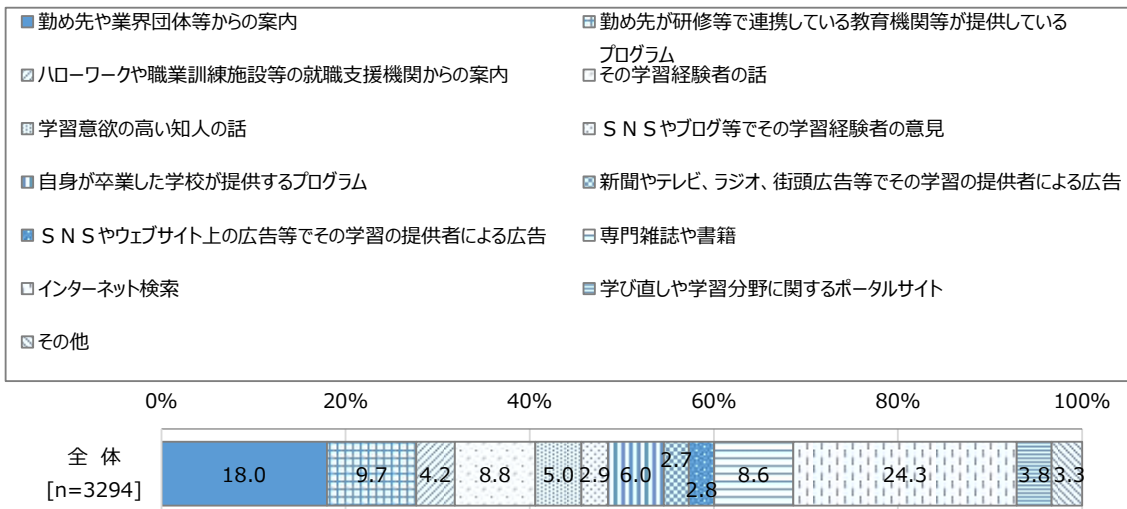 勤め先や業界団体等からの案内
勤め先が研修等で連携している教育機関等が提供している
プログラム
ハローワークや職業訓練施設等の就職支援機関からの案内
その学習経験者の話
学習意欲の高い知人の話
ＳＮＳやブログ等でその学習経験者の意見
自身が卒業した学校が提供するプログラム
新聞やテレビ、ラジオ、街頭広告等でその学習の提供者による広告
ＳＮＳやウェブサイト上の広告等でその学習の提供者による広告
専門雑誌や書籍
インターネット検索
学び直しや学習分野に関するポータルサイト
その他
0% 20% 40% 60% 80% 100%
全 体
[n=3294]
18.0 9.7 4.2 8.8 5.0 2.9 6.0 2.7 2.8 8.6 24.3 3.8 3.3